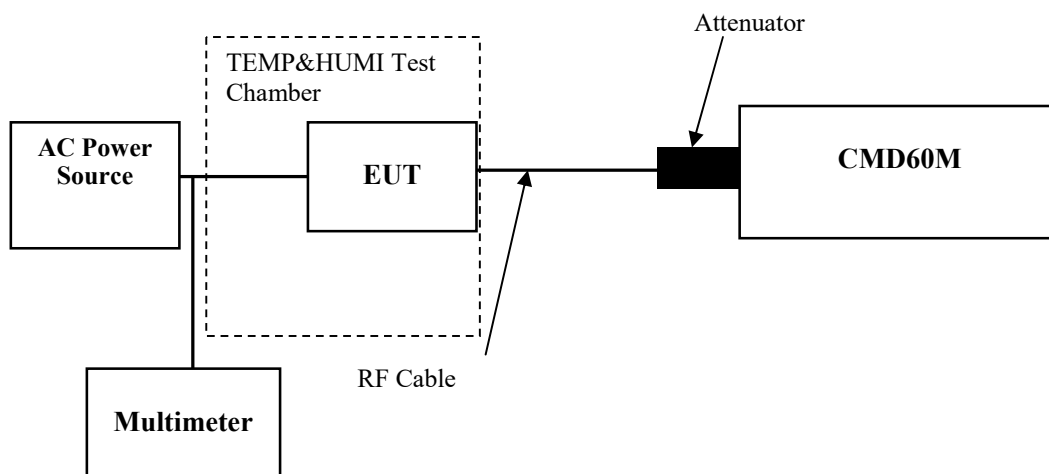 Attenuator
TEMP&HUMI Test
Chamber
AC Power
Source
EUT
CMD60M
RF Cable
Multimeter